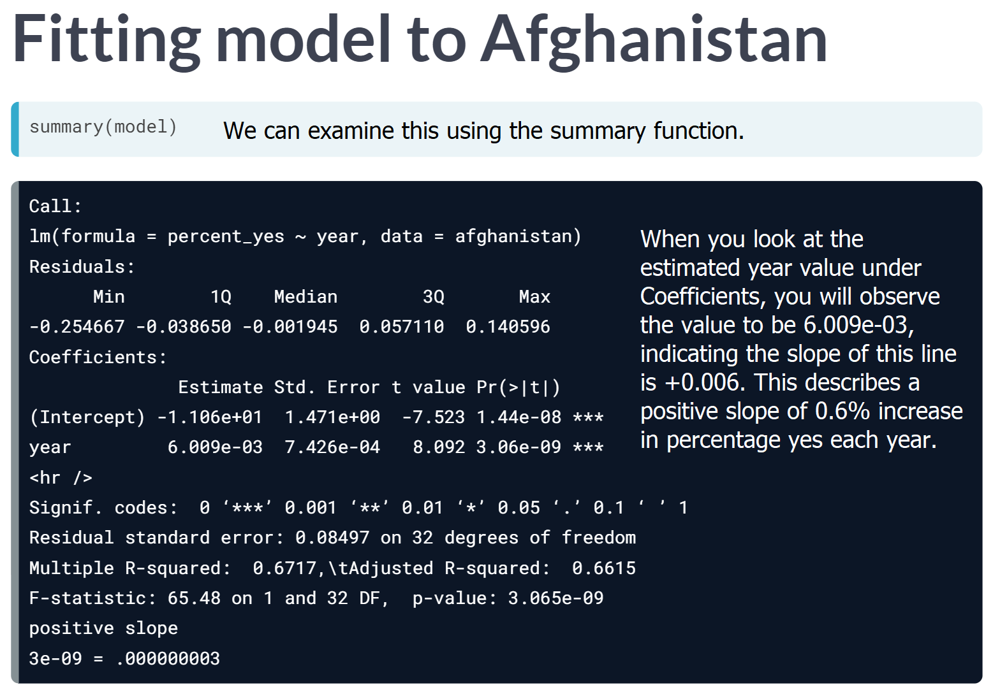 Fitting model to Afghanistan
summary(model)
We can examine this using the summary function.
Call:
lm(formula = percent_yes ~ year, data = afghanistan)
Residuals:
      Min        1Q    Median        3Q       Max
-0.254667 -0.038650 -0.001945  0.057110  0.140596
Coefficients:
              Estimate Std. Error t value Pr(>|t|)
(Intercept) -1.106e+01  1.471e+00  -7.523 1.44e-08 ***
year         6.009e-03  7.426e-04   8.092 3.06e-09 ***
<hr />
Signif. codes:  0 ‘***’ 0.001 ‘**’ 0.01 ‘*’ 0.05 ‘.’ 0.1 ‘ ’ 1
Residual standard error: 0.08497 on 32 degrees of freedom
Multiple R-squared:  0.6717,\tAdjusted R-squared:  0.6615
F-statistic: 65.48 on 1 and 32 DF,  p-value: 3.065e-09
positive slope
3e-09 = .000000003
When you look at the
estimated year value under
Coefficients, you will observe
the value to be 6.009e-03,
indicating the slope of this line
is +0.006. This describes a
positive slope of 0.6% increase
in percentage yes each year.